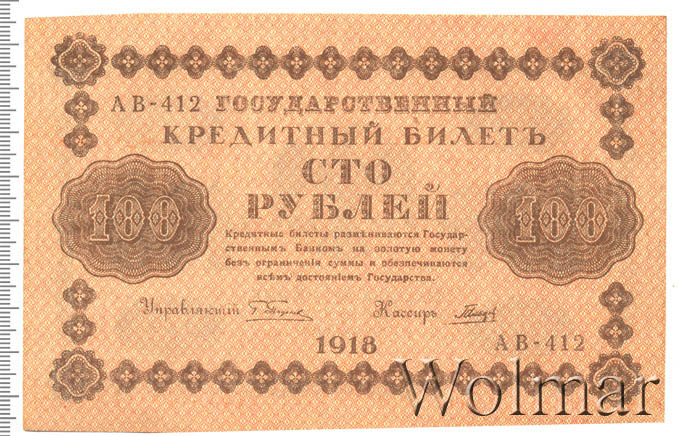 АВ-412 ГОСУДАРСТВЕННЫЙ
КРЕДИТНЫЙ БИЛЕТЪ
СТО
РУБЛЕЙ
100
100
Кредитные билеты размѣниваются Государ-
ственнымъ Банкомъ на золотую монету
безъ ограниченія суммы и обезпечиваются
всѣмъ достояніемъ Государства.
Управляющій
Кассиръ
1918
АВ-412
Wolmar